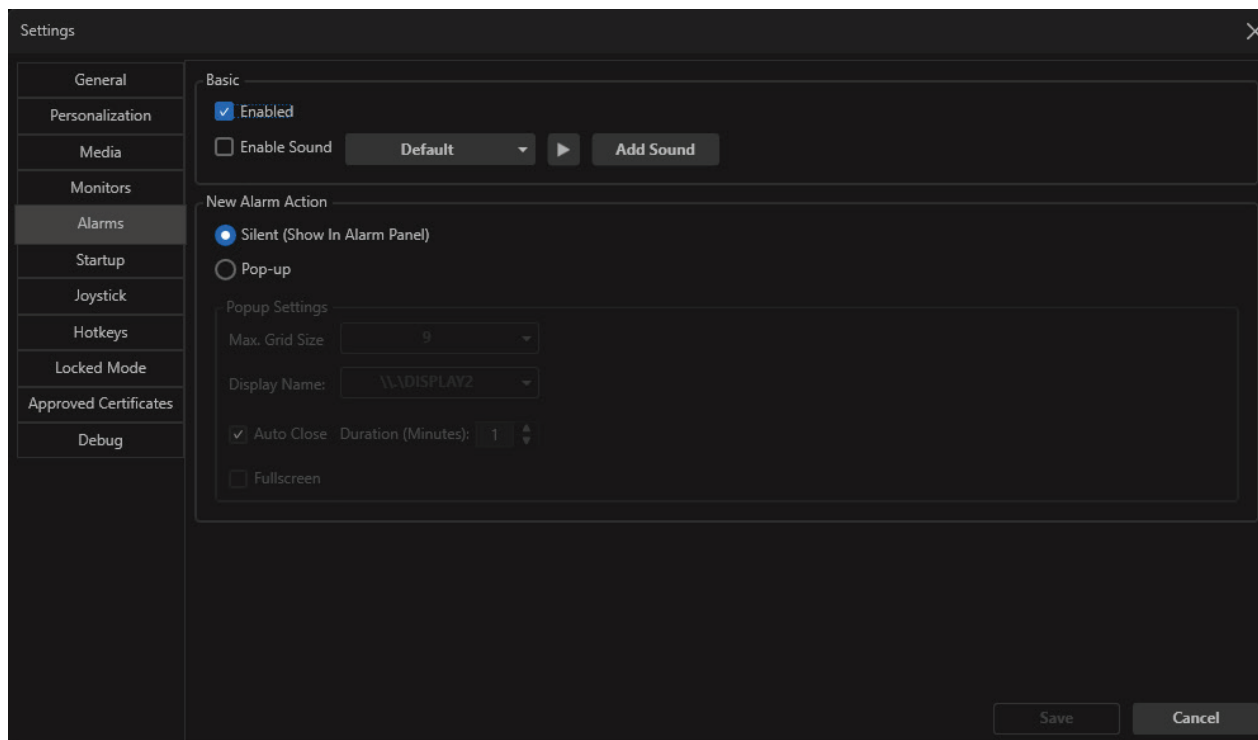 Settings
General
Personalization
Media
Monitors
Alarms
Startup
Joystick
Hotkeys
Locked Mode
Approved Certificates
Debug
Basic
Enabled
Enable Sound Default Add Sound
New Alarm Action
Silent (Show In Alarm Panel)
Pop-up
Popup Settings
Max. Grid Size 9
Display Name: \\.\DISPLAY2
Auto Close Duration (Minutes): 1
Fullscreen
Save Cancel